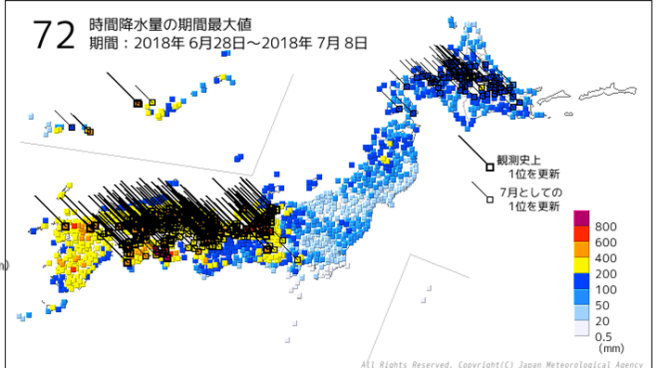 72 時間降水量の期間最大値
期間：2018年 6月28日～2018年 7月 8日
観測史上
1位を更新
7月としての
1位を更新
800
600
400
200
100
50
20
0.5
(mm)
m)
All Rights Reserved. Copyright(C) Japan Meteorological Agency